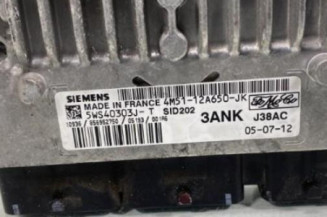 SIEMENS
MADE IN FRANCE 4M51-12A650-JK
5WS40303J-T SID202
3ANK J38AC
05-07-12